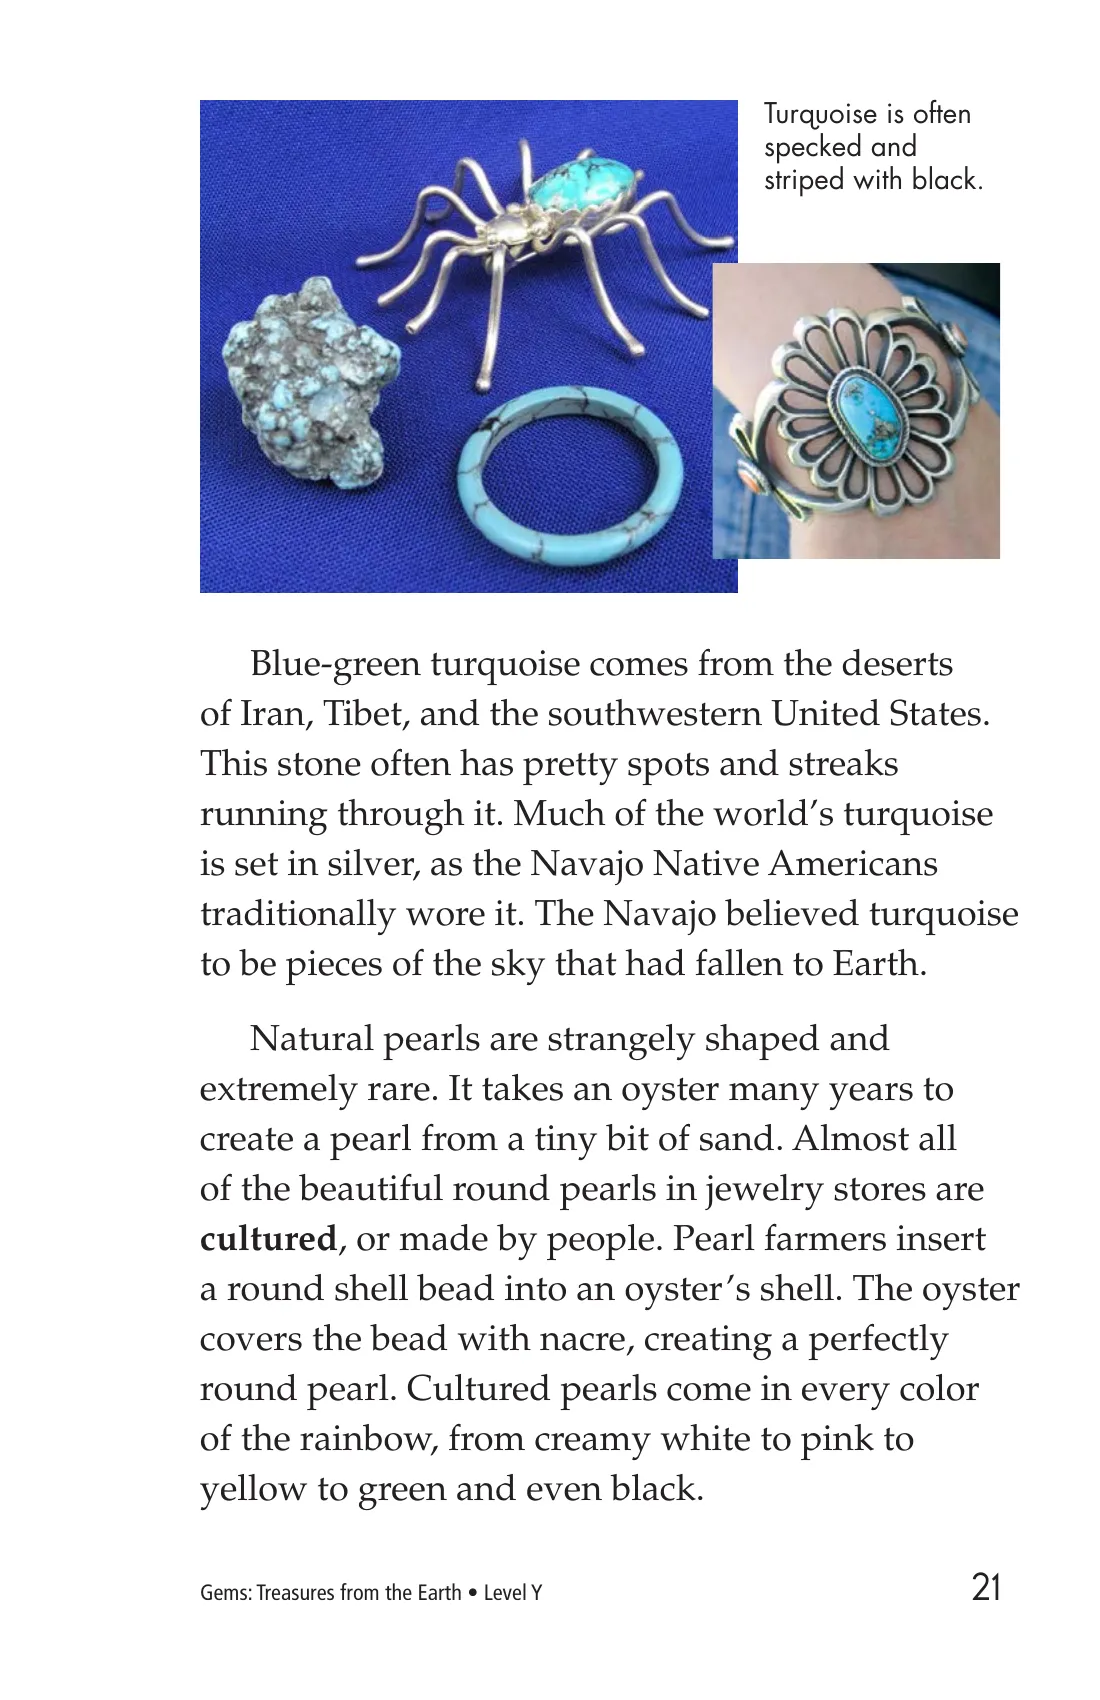 Turquoise is often
specked and
striped with black.
Blue-green turquoise comes from the deserts
of Iran, Tibet, and the southwestern United States.
This stone often has pretty spots and streaks
running through it. Much of the world’s turquoise
is set in silver, as the Navajo Native Americans
traditionally wore it. The Navajo believed turquoise
to be pieces of the sky that had fallen to Earth.
Natural pearls are strangely shaped and
extremely rare. It takes an oyster many years to
create a pearl from a tiny bit of sand. Almost all
of the beautiful round pearls in jewelry stores are
cultured, or made by people. Pearl farmers insert
a round shell bead into an oyster’s shell. The oyster
covers the bead with nacre, creating a perfectly
round pearl. Cultured pearls come in every color
of the rainbow, from creamy white to pink to
yellow to green and even black.
Gems: Treasures from the Earth • Level Y 21